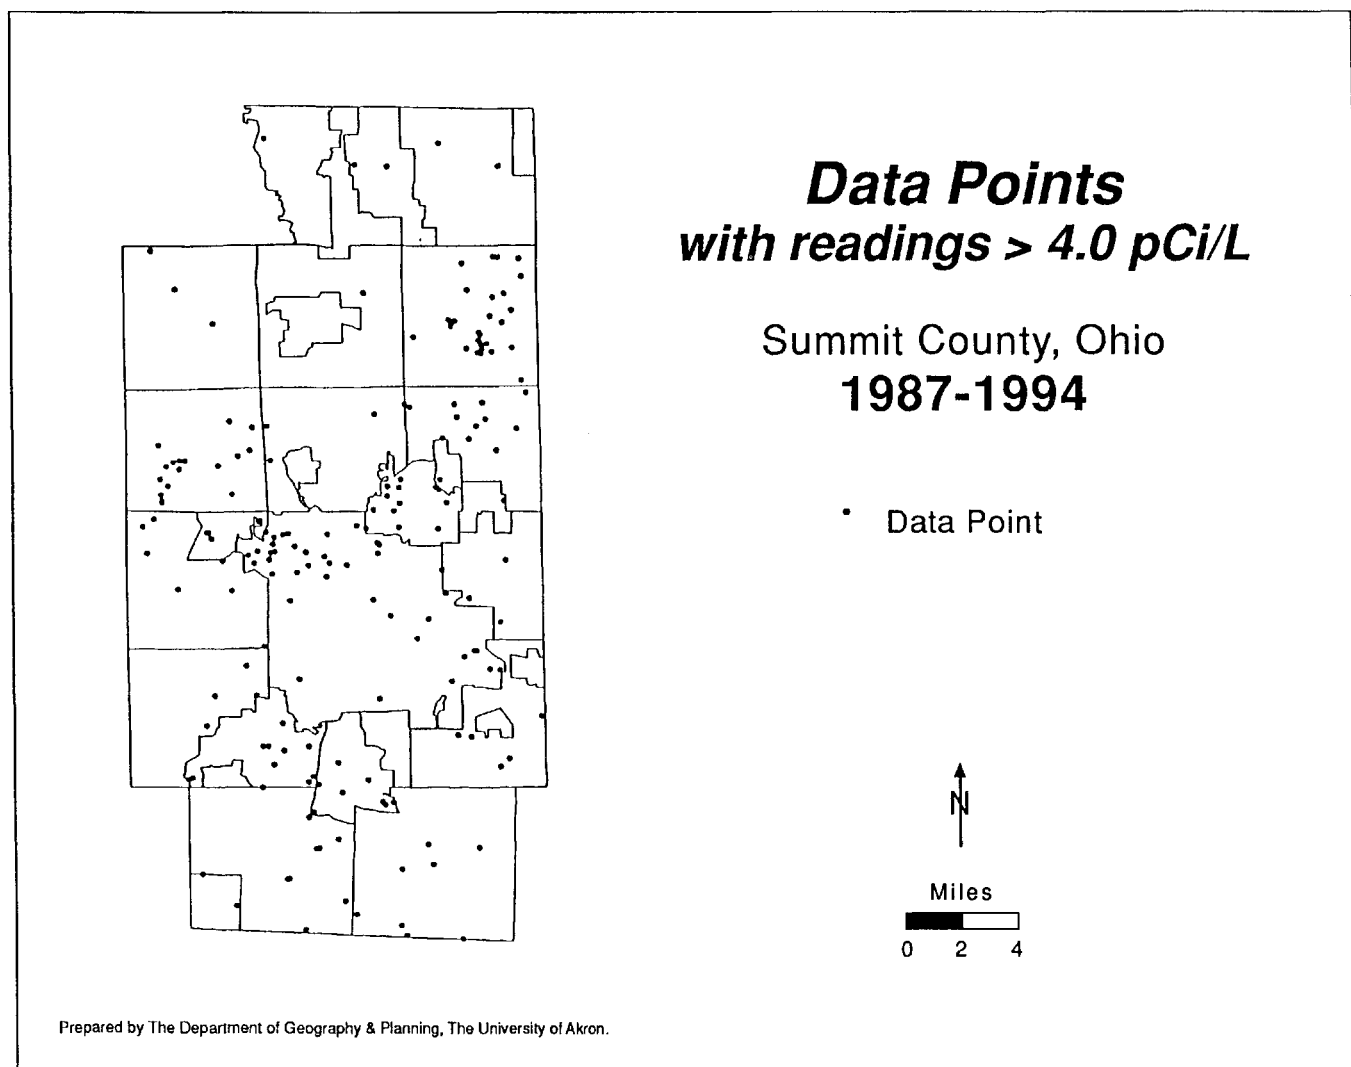 Data Points
with readings > 4.0 pCi/L
Summit County, Ohio
1987-1994
Data Point
N
Miles
0 2 4
Prepared by The Department of Geography & Planning, The University of Akron.